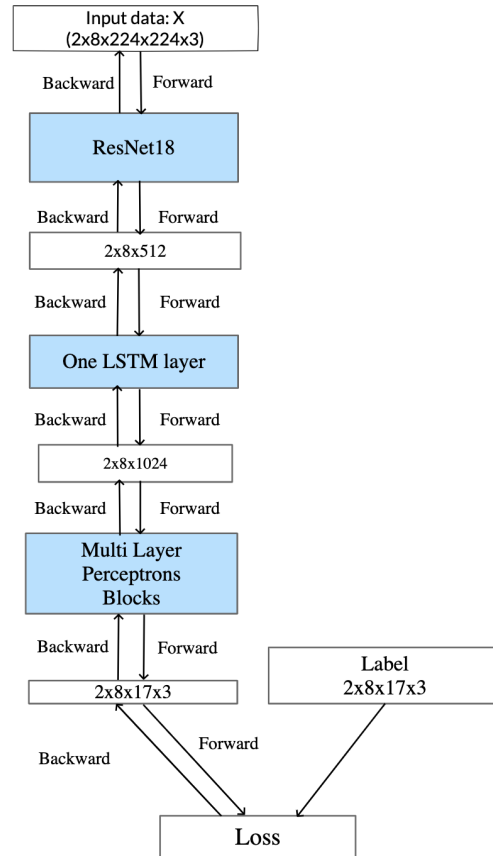 Input data: X
(2x8x224x224x3)
Backward
Forward
ResNet18
Backward
Forward
2x8x512
Backward
Forward
One LSTM layer
Backward
Forward
2x8x1024
Backward
Forward
Multi Layer
Perceptrons
Blocks
Backward
Forward
2x8x17x3
Label
2x8x17x3
Forward
Backward
Loss